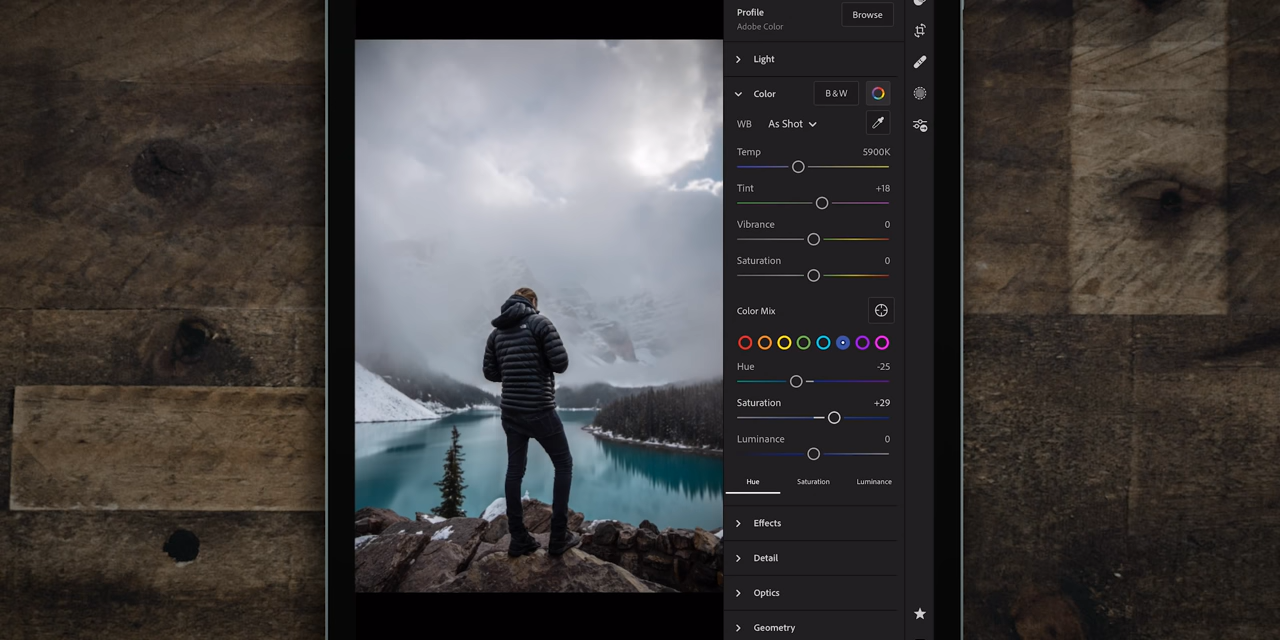 Profile
Adobe Color
Browse
Light
Color
B & W
WB
As Shot
Temp
5900K
Tint
+18
Vibrance
0
Saturation
0
Color Mix
Hue
-25
Saturation
+29
Luminance
0
Hue
Saturation
Luminance
Effects
Detail
Optics
Geometry